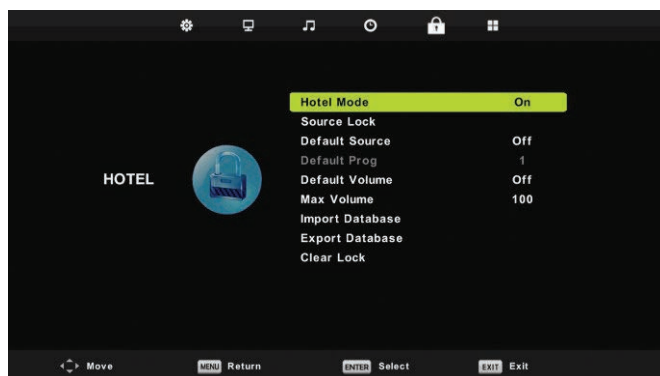 Hotel Mode On
Source Lock
Default Source Off
Default Prog 1
HOTEL
Default Volume Off
Max Volume 100
Import Database
Export Database
Clear Lock
Move MENU Return ENTER Select EXIT Exit